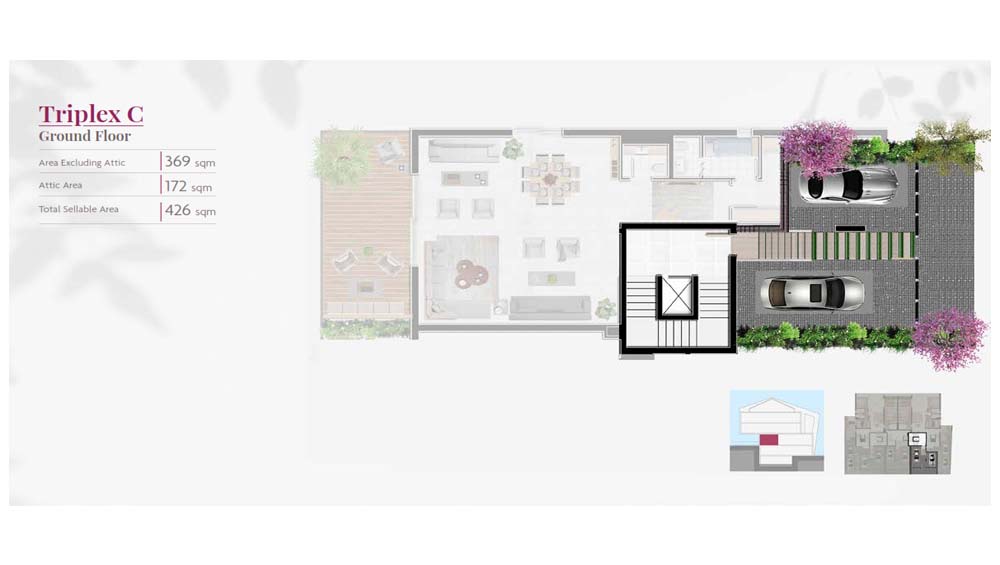 Triplex C
Ground Floor
Area Excluding Attic 369 sqm
Attic Area 172 sqm
Total Sellable Area 426 sqm